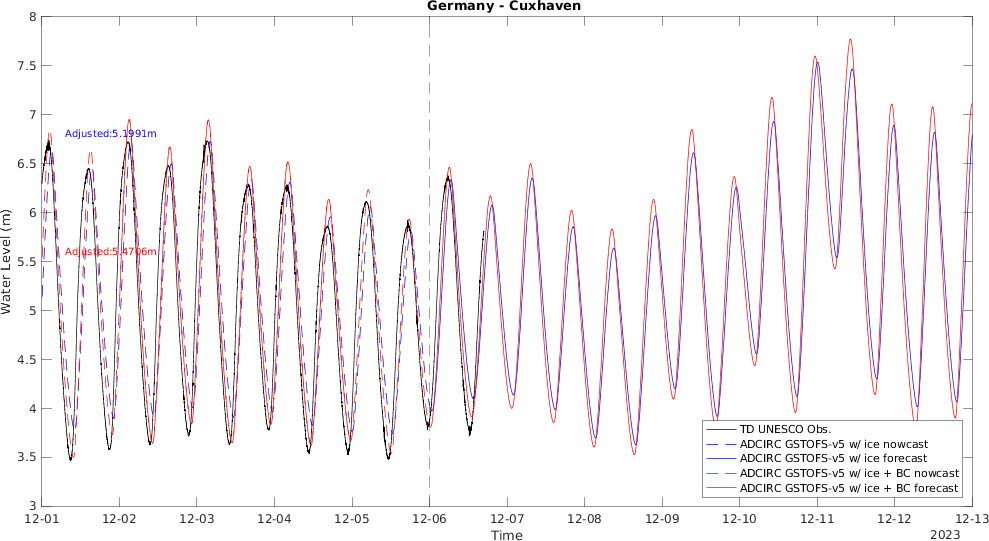 Germany - Cuxhaven
8
7.5
7
6.5
6
5.5
5
4.5
4
3.5
3
Water Level (m)
Adjusted:5.1991m
Adjusted:5.4706m
TD UNESCO Obs.
ADCIRC GSTOFS-v5 w/ ice nowcast
ADCIRC GSTOFS-v5 w/ ice forecast
ADCIRC GSTOFS-v5 w/ ice + BC nowcast
ADCIRC GSTOFS-v5 w/ ice + BC forecast
12-01 12-02 12-03 12-04 12-05 12-06 12-07 12-08 12-09 12-10 12-11 12-12 12-13
Time
2023